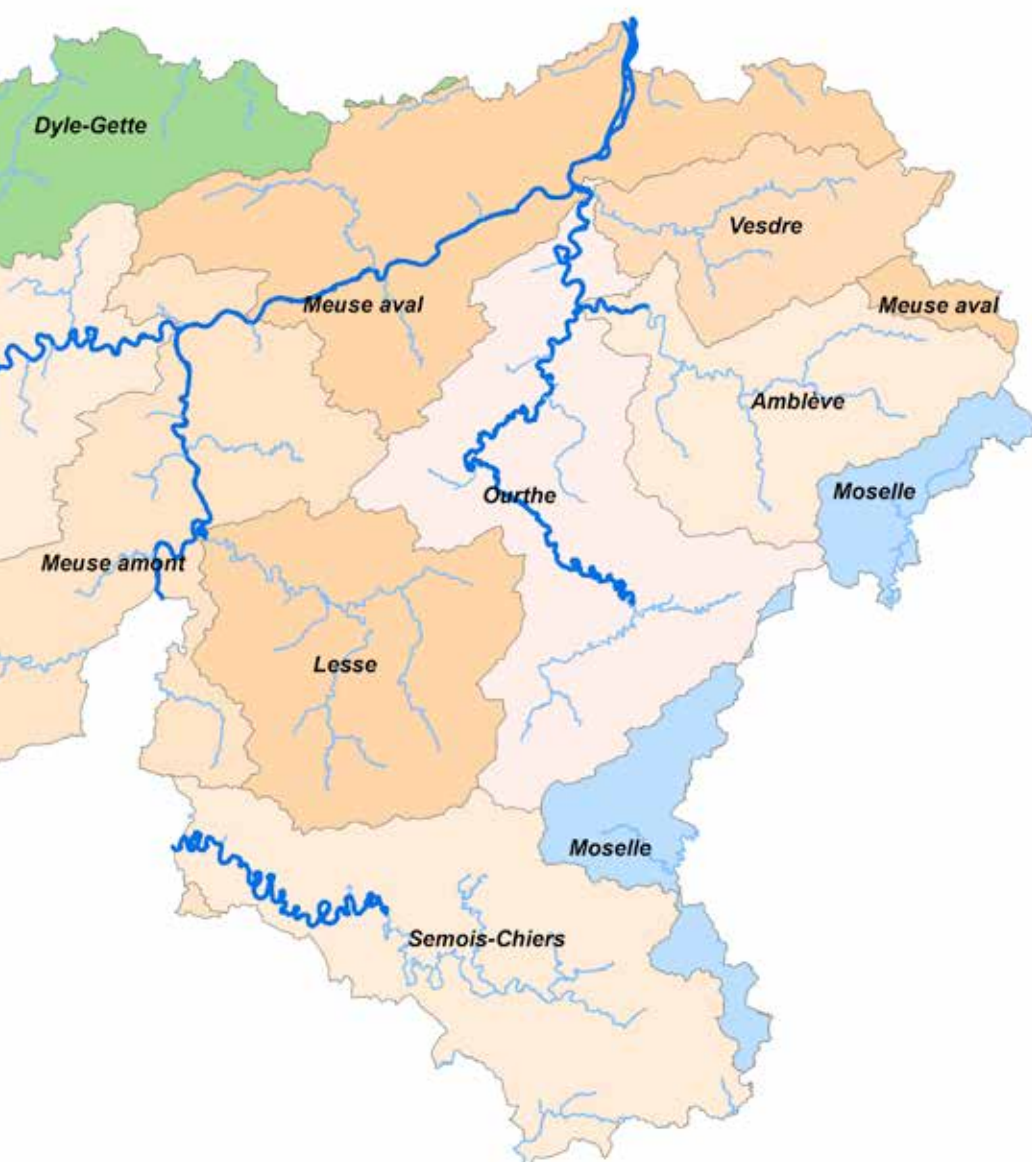 Dyle-Gette
Vesdre
Meuse aval
Meuse aval
Amblève
Moselle
Ourthe
Meuse amont
Lesse
Moselle
Semois-Chiers